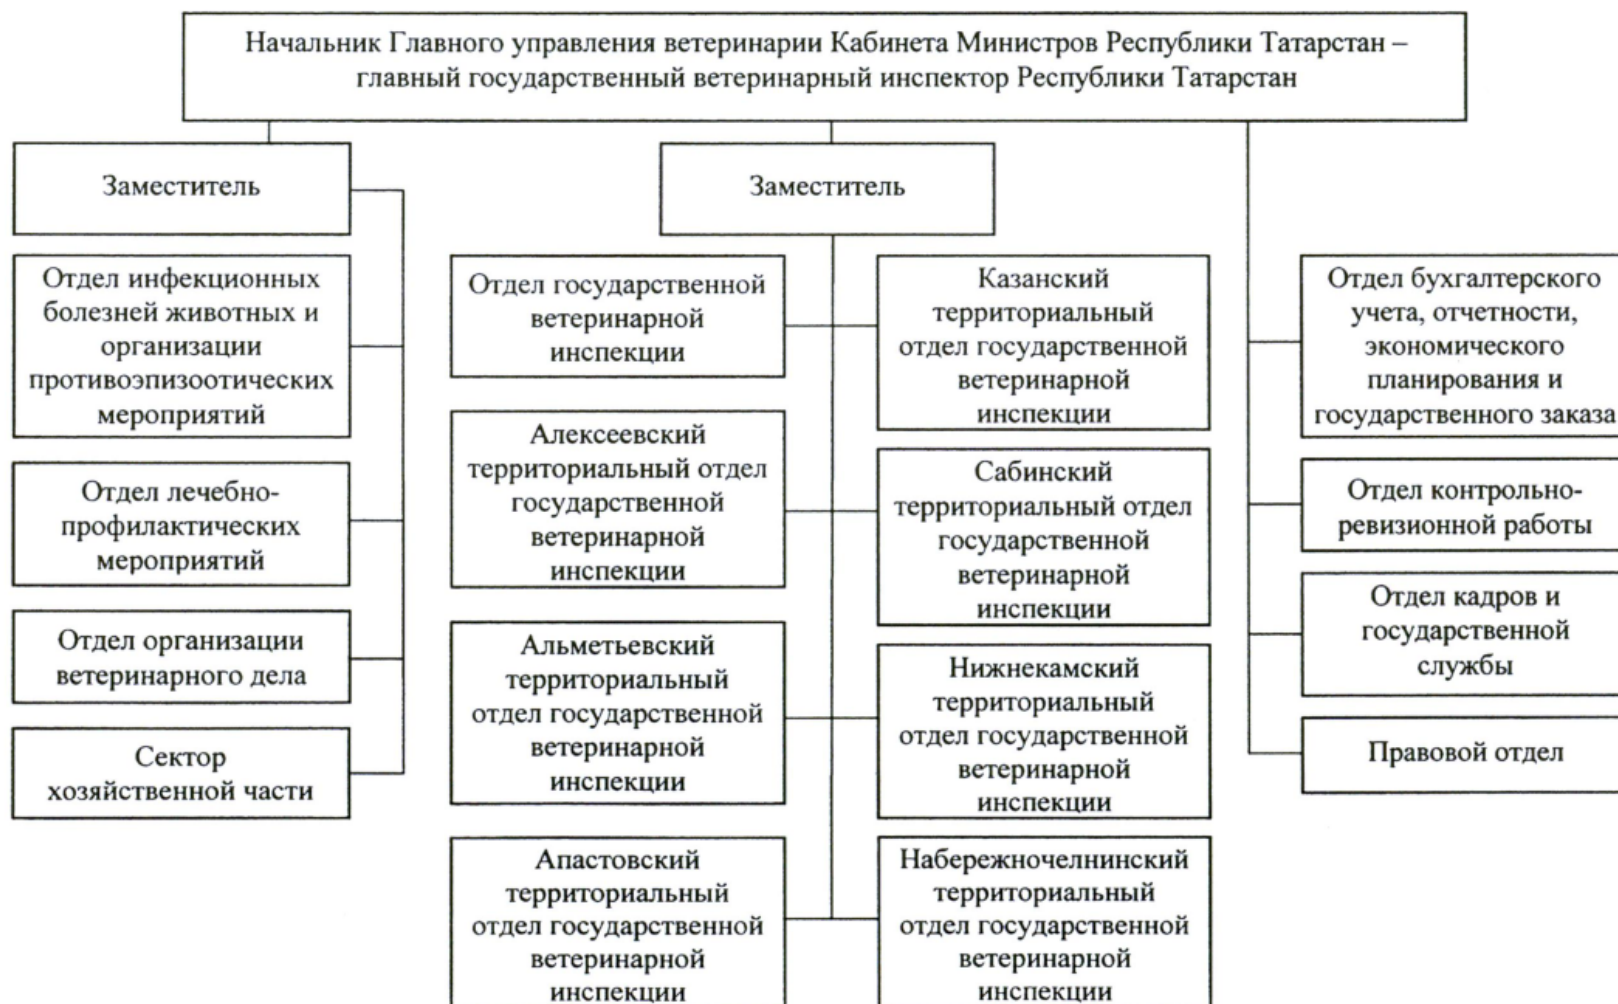 Начальник Главного управления ветеринарии Кабинета Министров Республики Татарстан –
главный государственный ветеринарный инспектор Республики Татарстан
Заместитель
Заместитель
Отдел инфекционных
болезней животных и
организации
противоэпизоотических
мероприятий
Отдел лечебно-
профилактических
мероприятий
Отдел организации
ветеринарного дела
Сектор
хозяйственной части
Отдел государственной
ветеринарной
инспекции
Алексеевский
территориальный отдел
государственной
ветеринарной
инспекции
Альметьевский
территориальный
отдел государственной
ветеринарной
инспекции
Апастовский
территориальный
отдел государственной
ветеринарной
инспекции
Казанский
территориальный
отдел государственной
ветеринарной
инспекции
Сабинский
территориальный отдел
государственной
ветеринарной
инспекции
Нижнекамский
территориальный
отдел государственной
ветеринарной
инспекции
Набережночелнинский
территориальный
отдел государственной
ветеринарной
инспекции
Отдел бухгалтерского
учета, отчетности,
экономического
планирования и
государственного заказа
Отдел контрольно-
ревизионной работы
Отдел кадров и
государственной
службы
Правовой отдел